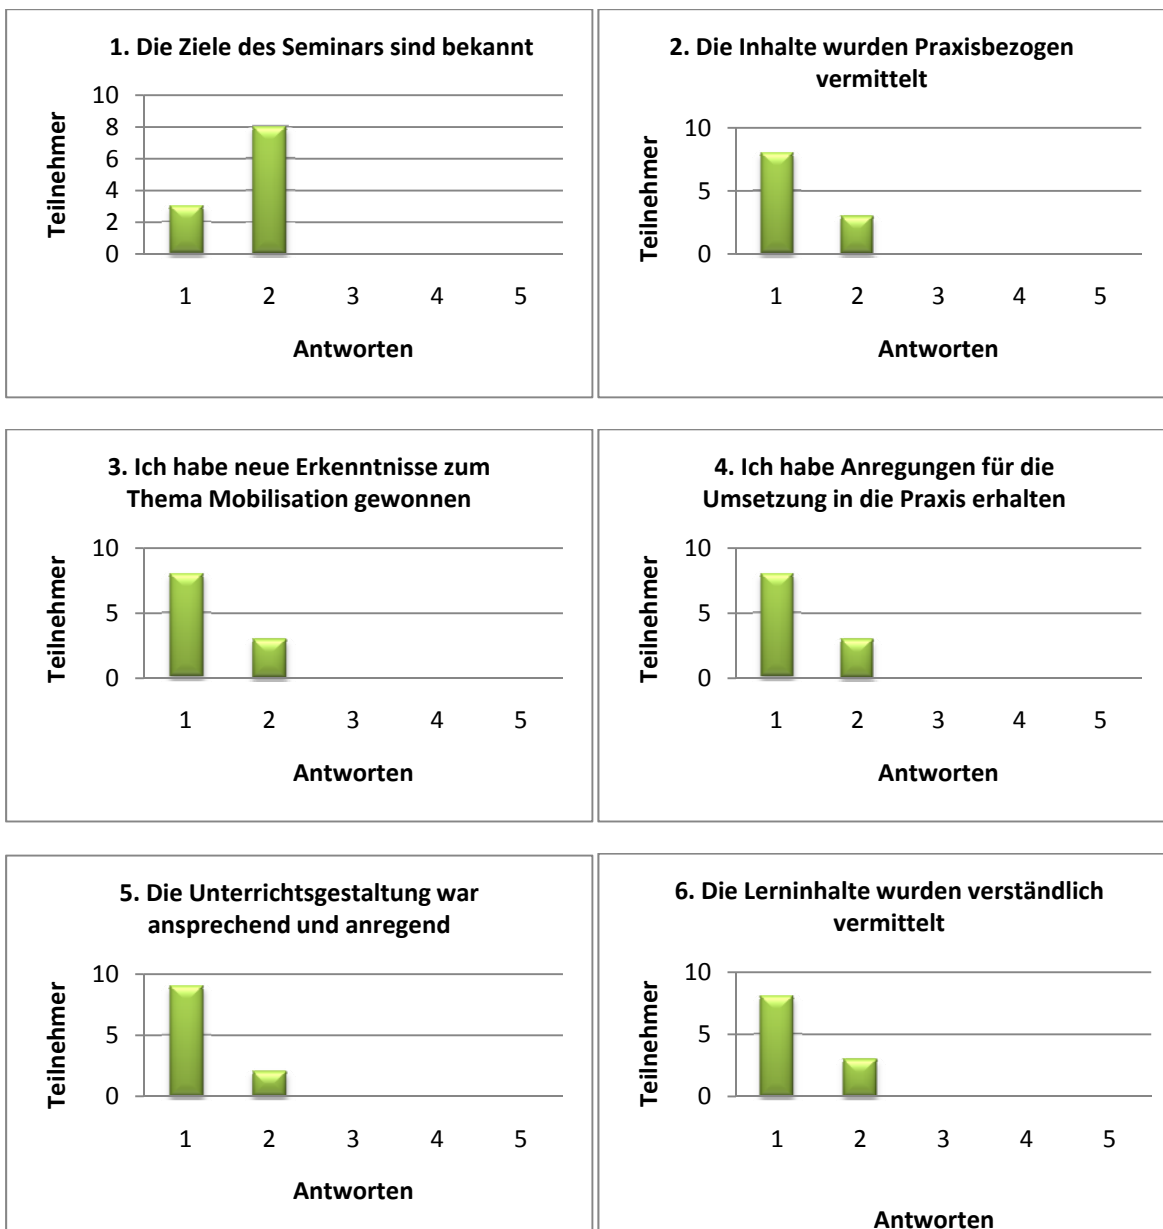 1. Die Ziele des Seminars sind bekannt
Teilnehmer
10
8
6
4
2
0
1 2 3 4 5
Antworten
2. Die Inhalte wurden Praxisbezogen
vermittelt
Teilnehmer
10
5
0
1 2 3 4 5
Antworten
3. Ich habe neue Erkenntnisse zum
Thema Mobilisation gewonnen
Teilnehmer
10
5
0
1 2 3 4 5
Antworten
4. Ich habe Anregungen für die
Umsetzung in die Praxis erhalten
Teilnehmer
10
5
0
1 2 3 4 5
Antworten
5. Die Unterrichtsgestaltung war
ansprechend und anregend
Teilnehmer
10
5
0
1 2 3 4 5
Antworten
6. Die Lerninhalte wurden verständlich
vermittelt
Teilnehmer
10
5
0
1 2 3 4 5
Antworten